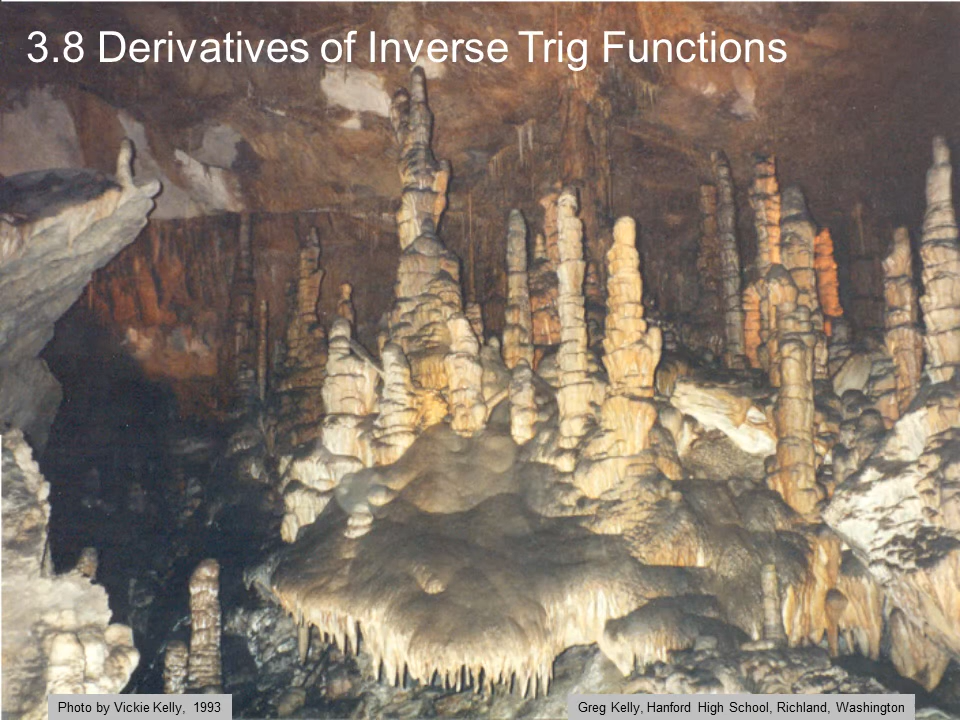 3.8 Derivatives of Inverse Trig Functions
Photo by Vickie Kelly, 1993
Greg Kelly, Hanford High School, Richland, Washington